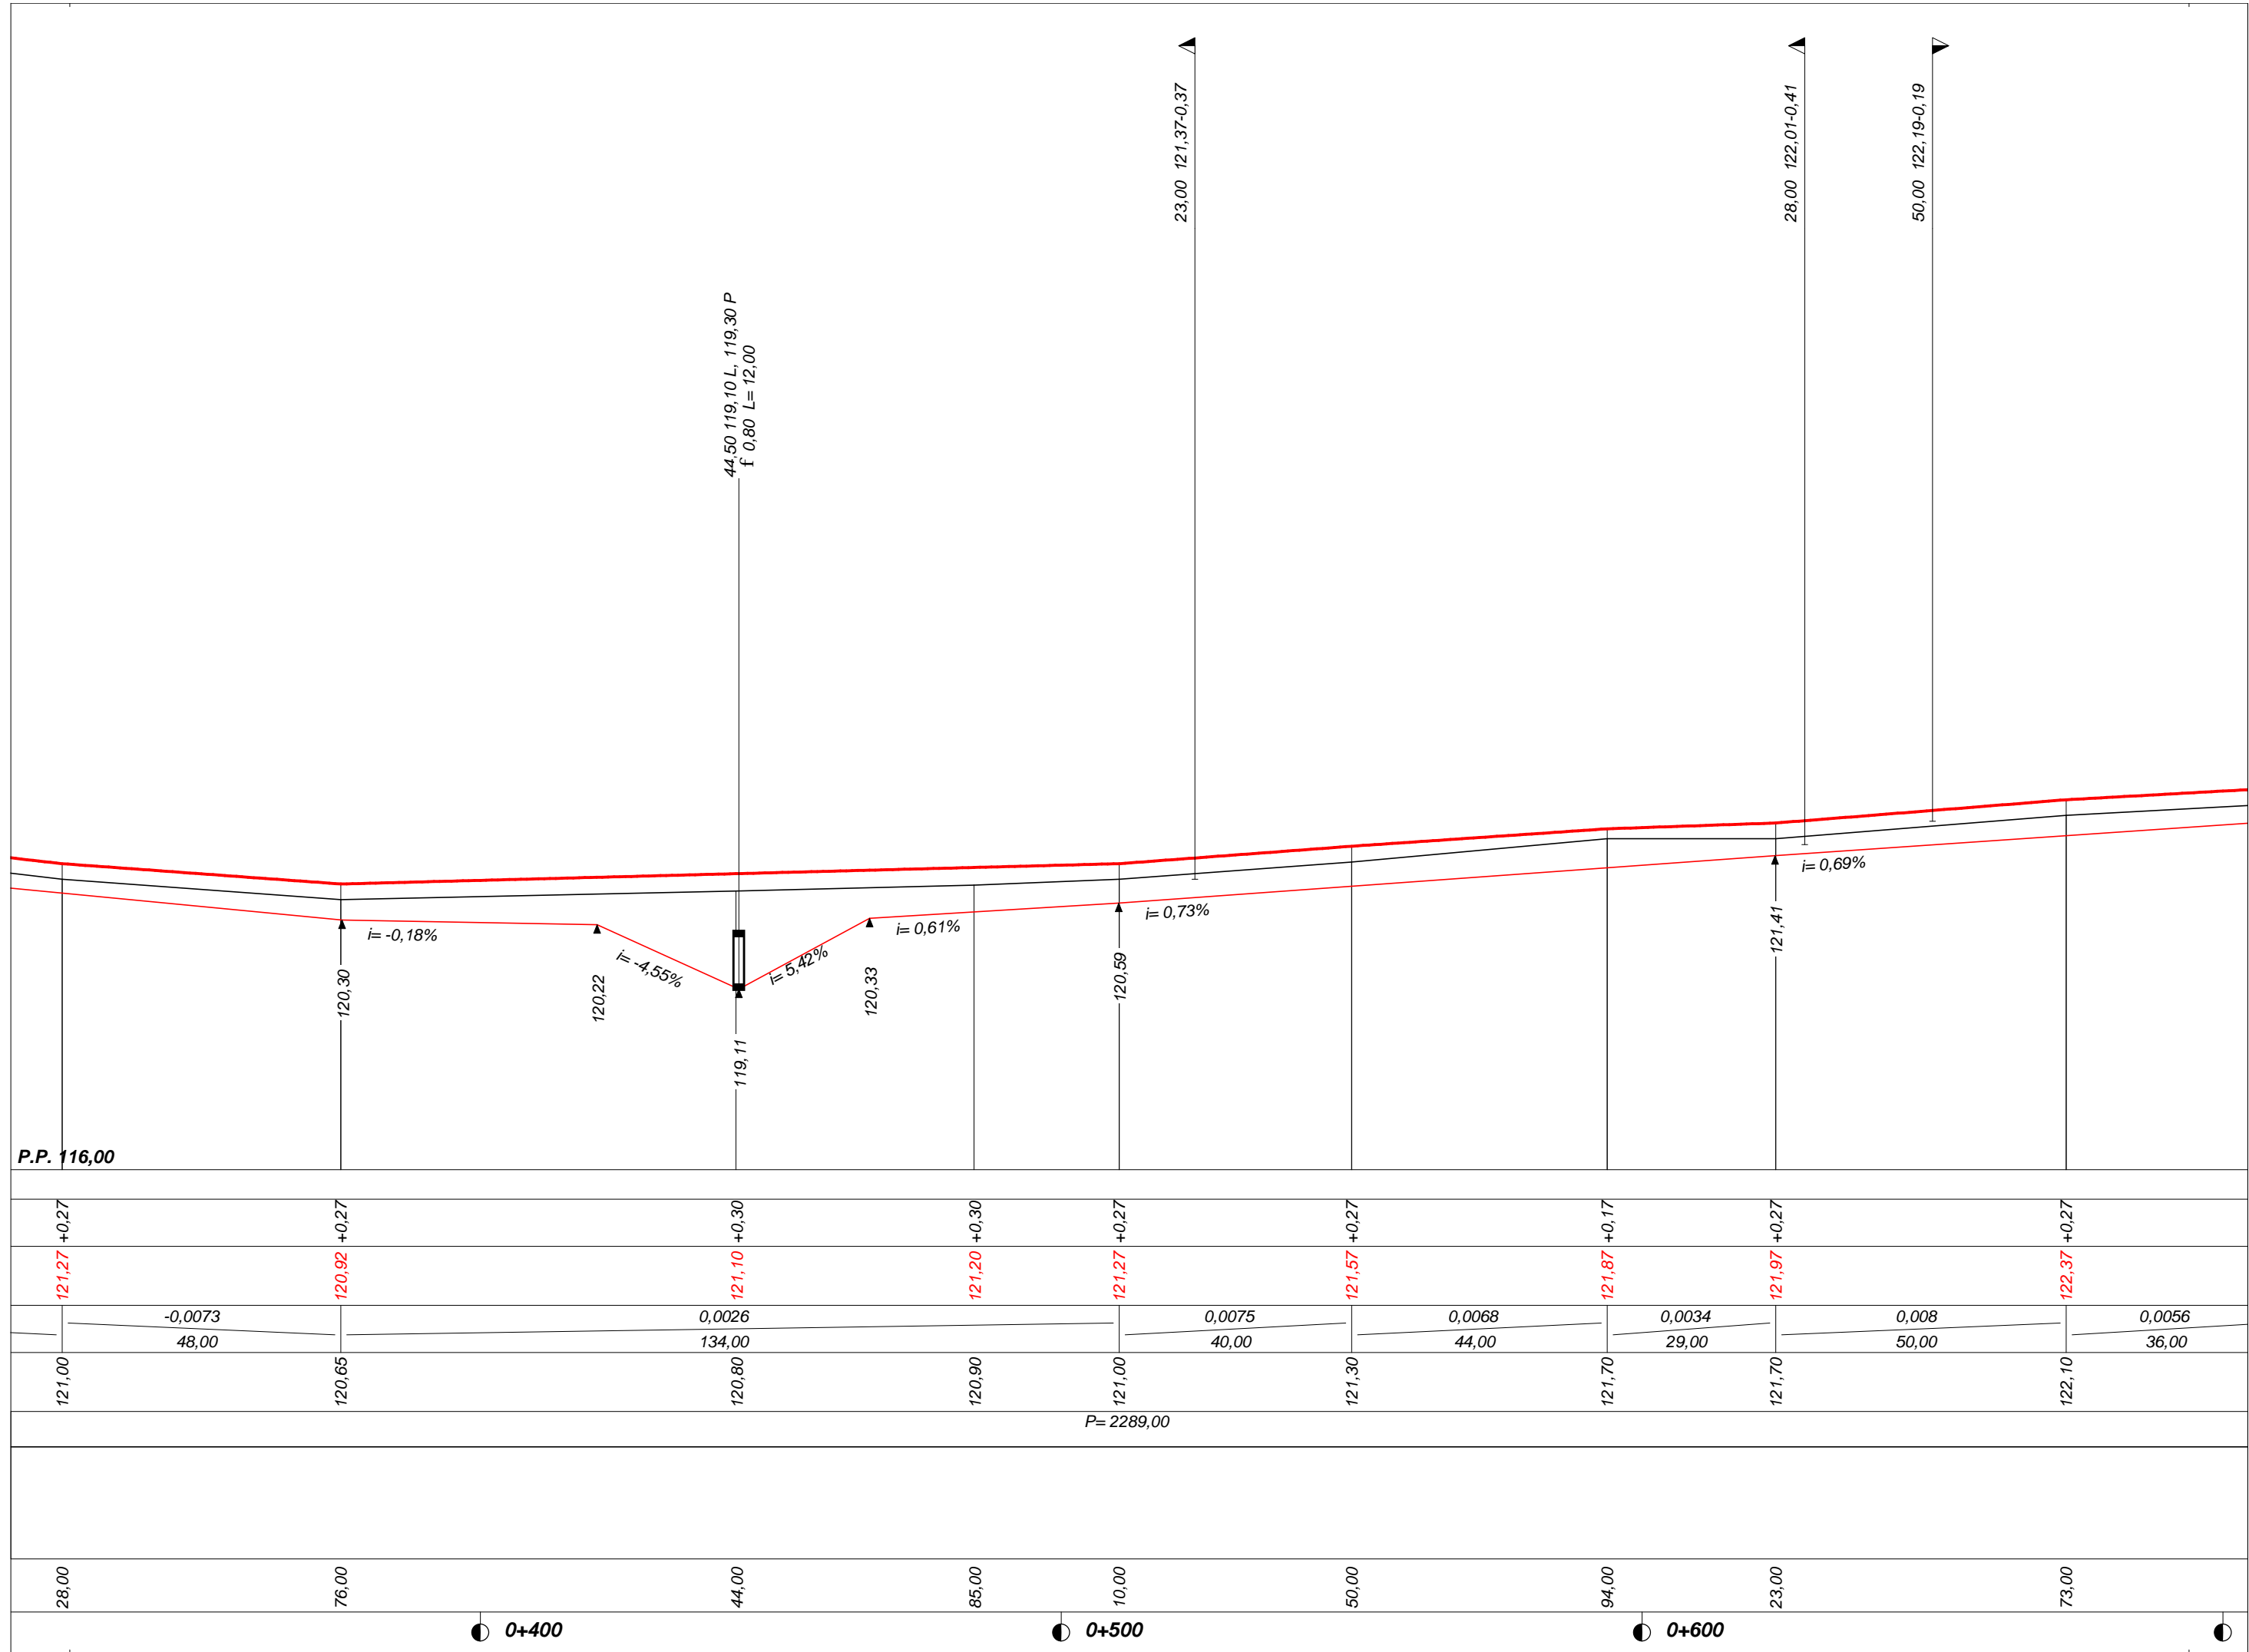 23,00 121,37-0,37
28,00 122,01-0,41
50,00 122,19-0,19
44,50 119,10 L, 119,30 P
f 0,80 L= 12,00
i= -0,18%
i= -4,55%
i= 5,42%
i= 0,61%
i= 0,73%
i= 0,69%
120,30
120,22
119,11
120,33
120,59
121,41
P.P. 116,00
+0,27 +0,27 +0,30 +0,30 +0,27 +0,27 +0,17 +0,27 +0,27
121,27 120,92 121,10 121,20 121,27 121,57 121,87 121,97 122,37
-0,0073 0,0026 0,0075 0,0068 0,0034 0,008 0,0056
48,00 134,00 40,00 44,00 29,00 50,00 36,00
121,00 120,65 120,80 120,90 121,00 121,30 121,70 121,70 122,10
P= 2289,00
28,00 76,00 44,00 85,00 10,00 50,00 94,00 23,00 73,00
0+400 0+500 0+600